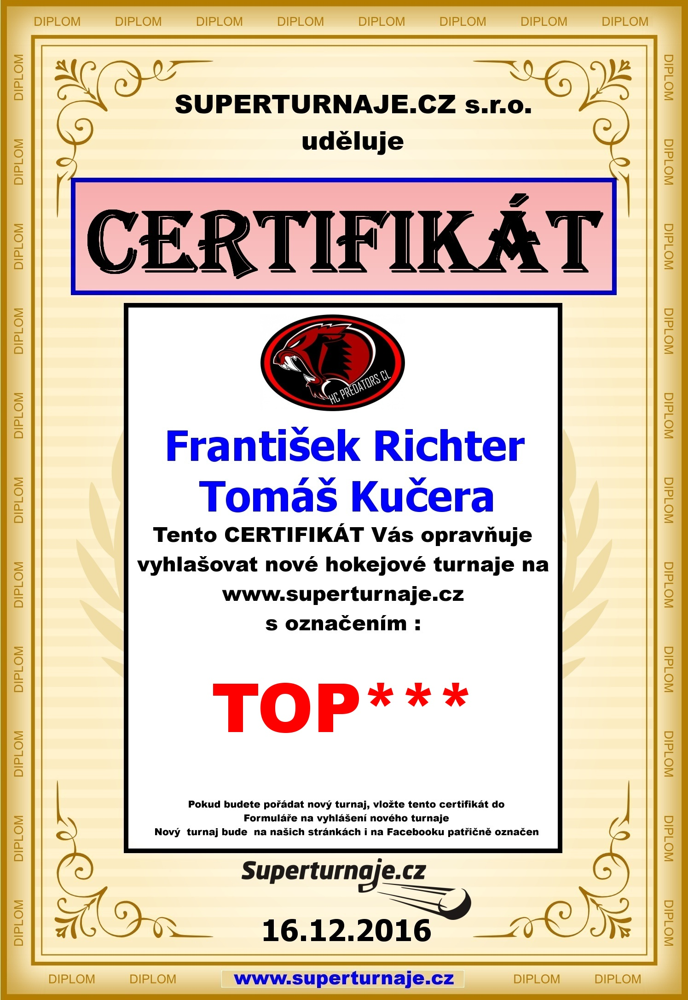 DIPLOM DIPLOM DIPLOM DIPLOM DIPLOM DIPLOM DIPLOM DIPLOM
SUPERTURNAJE.CZ s.r.o.
uděluje
CERTIFIKÁT
HC PREDATORS CL
František Richter
Tomáš Kučera
Tento CERTIFIKÁT Vás opravňuje
vyhlašovat nové hokejové turnaje na
www.superturnaje.cz
s označením :
TOP***
Pokud budete pořádat nový turnaj, vložte tento certifikát do
Formuláře na vyhlášení nového turnaje
Nový turnaj bude na našich stránkách i na Facebooku patřičně označen
Superturnaje.cz
16.12.2016
DIPLOM DIPLOM www.superturnaje.cz DIPLOM DIPLOM
DIPLOM DIPLOM DIPLOM DIPLOM DIPLOM DIPLOM DIPLOM DIPLOM DIPLOM DIPLOM DIPLOM
DIPLOM DIPLOM DIPLOM DIPLOM DIPLOM DIPLOM DIPLOM DIPLOM DIPLOM DIPLOM DIPLOM